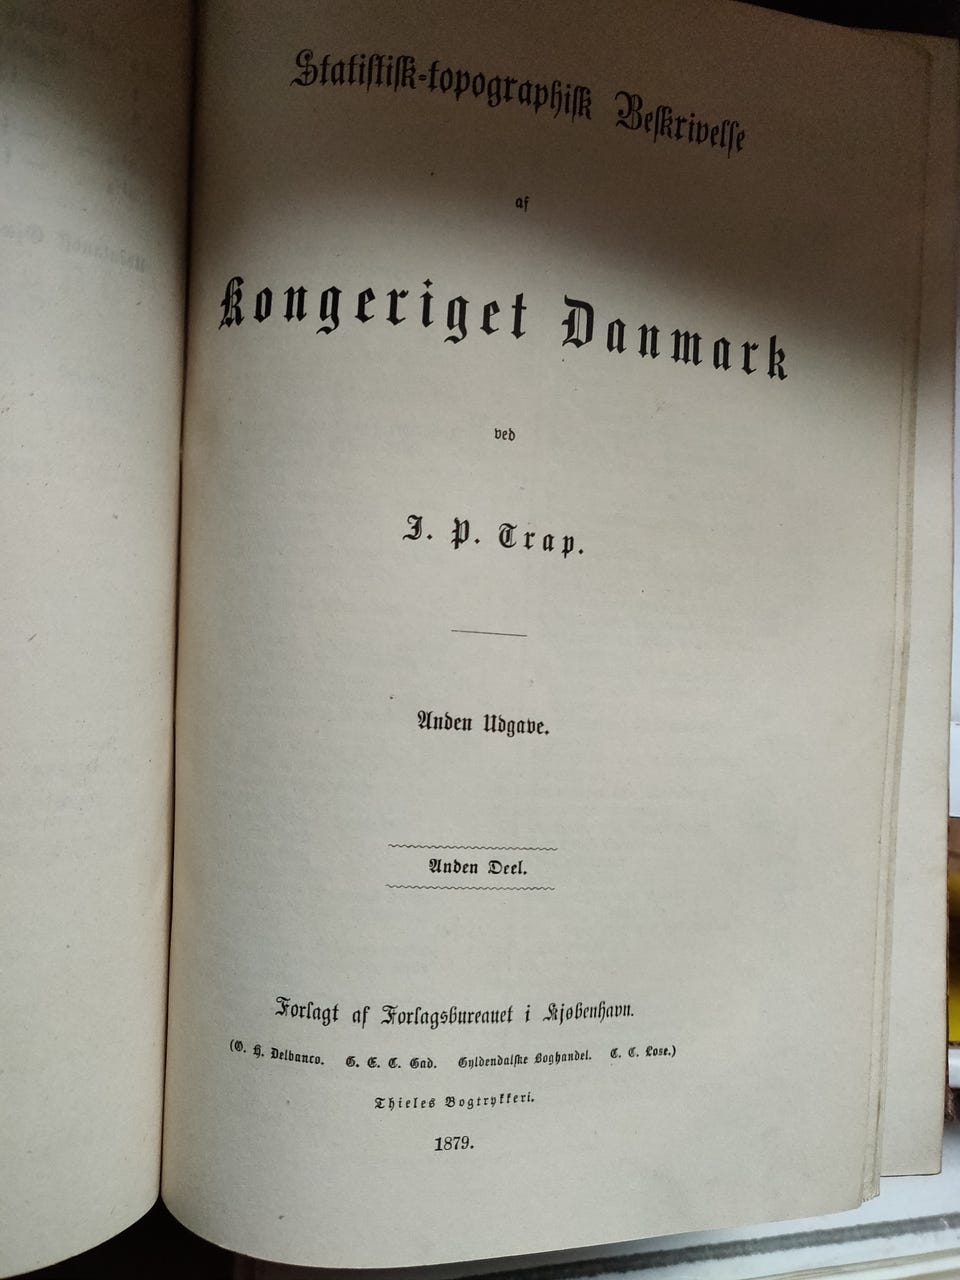 Statistisk-topographisk Beskrivelse
af
Kongeriget Danmark
ved
J. P. Trap.
Anden Udgave.
Anden Deel.
Forlagt af Forlagsbureauet i Kjøbenhavn.
(O. H. Delbanco. G. E. C. Gad. Gyldendalske Boghandel. C. C. Lose.)
Thieles Bogtrykkeri.
1879.